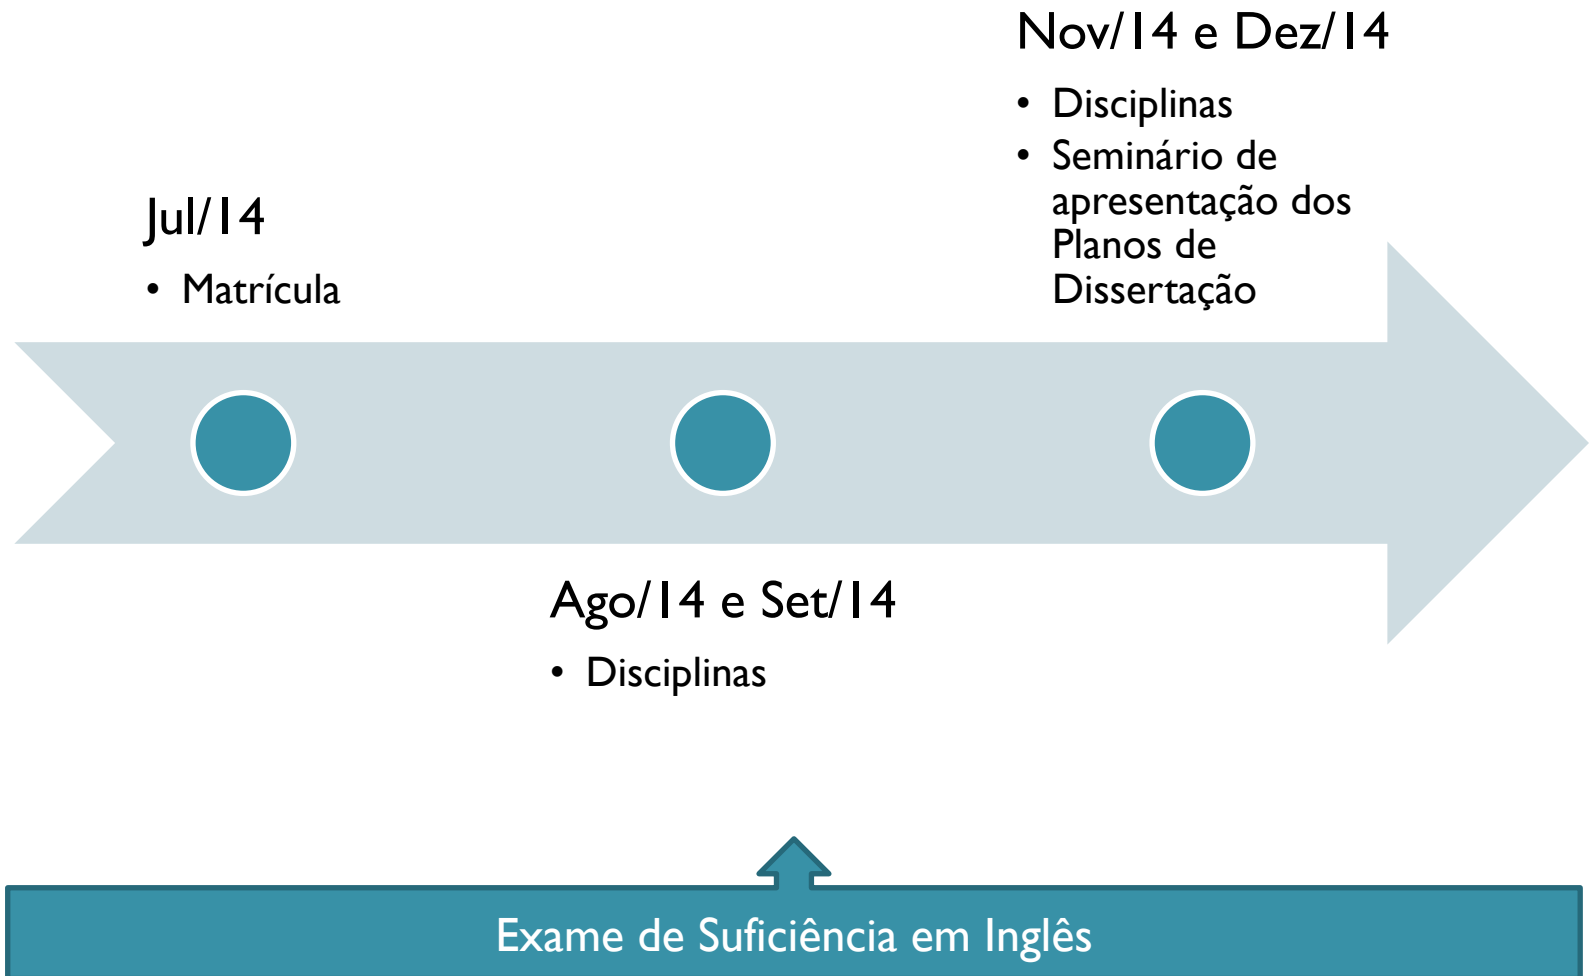 Jul/14
• Matrícula
Ago/14 e Set/14
• Disciplinas
Nov/14 e Dez/14
• Disciplinas
• Seminário de
apresentação dos
Planos de
Dissertação
Exame de Suficiência em Inglês